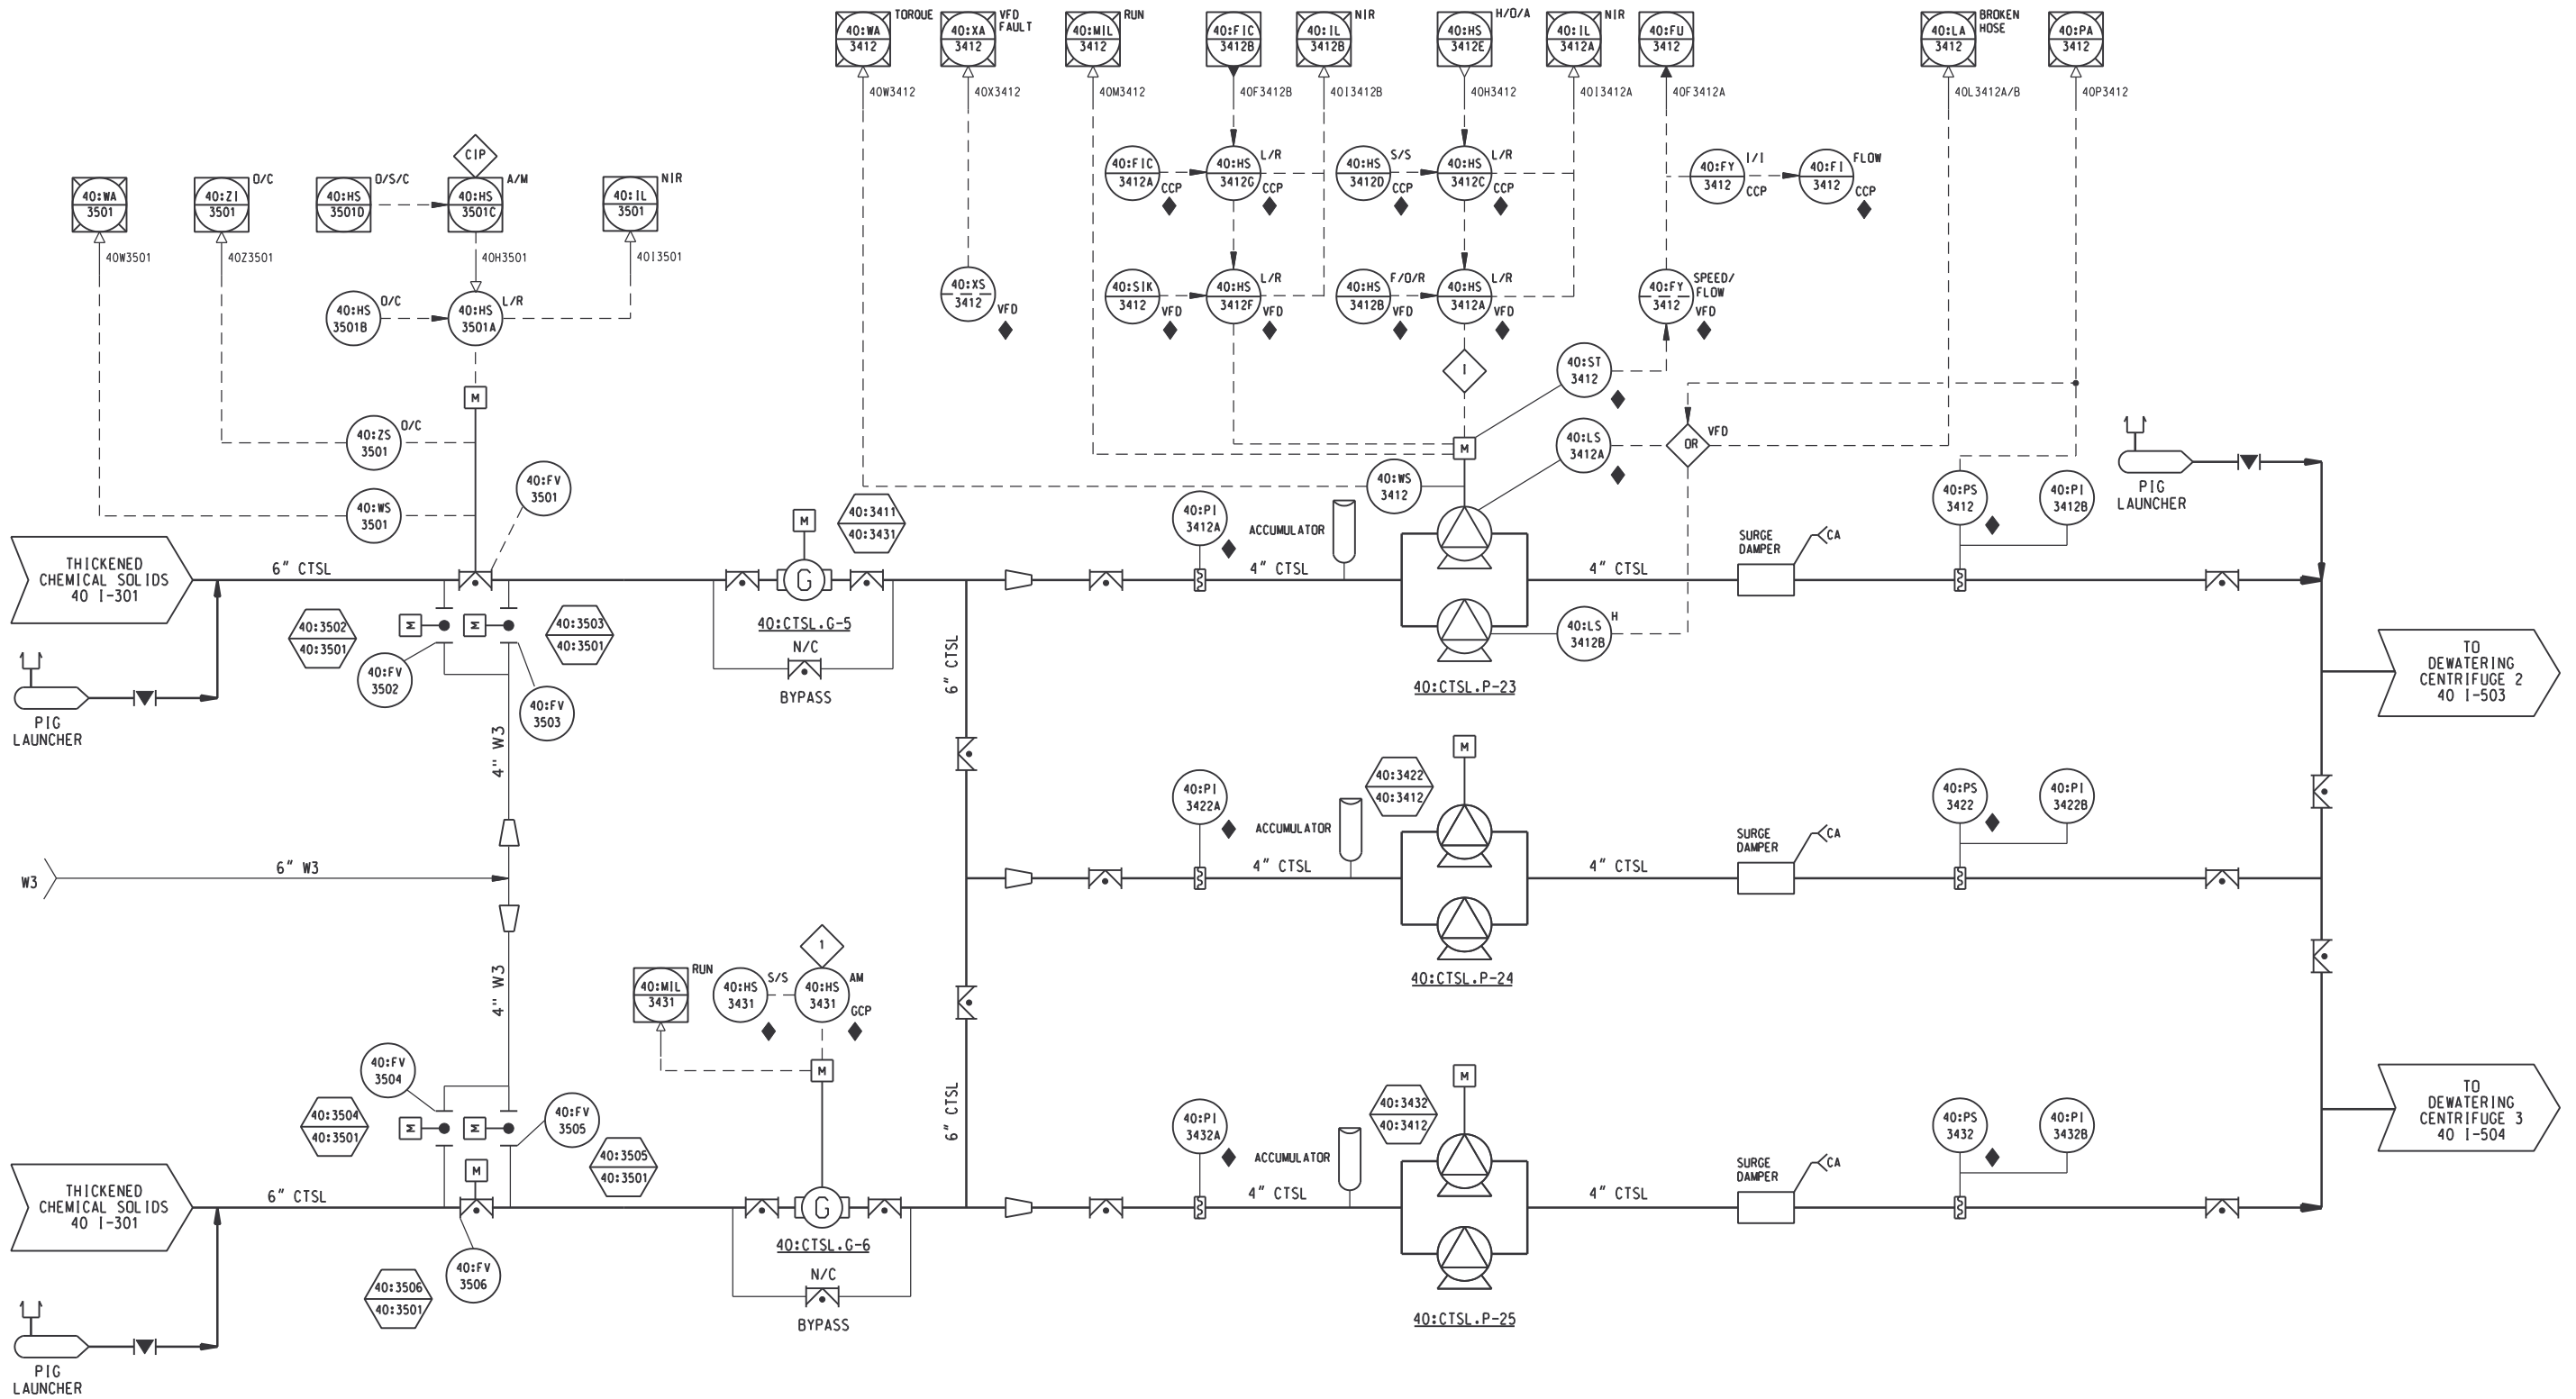 40:WA
3412
TORQUE
40:XA
3412
VFD
FAULT
40:MIL
3412
RUN
40:FIC
3412B
40:IL
3412B
NIR
40:HS
3412E
H/O/A
40:IL
3412A
NIR
40:FU
3412
40:LA
3412
BROKEN
HOSE
40:PA
3412
40W3412
40X3412
40M3412
40F3412B
40I3412B
40H3412
40I3412A
40F3412A
40L3412A/B
40P3412
CIP
40:WA
3501
40:ZI
3501
O/C
40:HS
3501D
O/S/C
40:HS
3501C
A/M
40:IL
3501
NIR
40:FIC
3412A
CCP
40:HS
3412G
L/R
CCP
40:HS
3412D
S/S
CCP
40:HS
3412C
L/R
CCP
40:FY
3412
I/I
CCP
40:FI
3412
FLOW
CCP
40W3501
40Z3501
40H3501
40I3501
40:HS
3501B
O/C
40:HS
3501A
L/R
40:XS
3412
VFD
40:SIK
3412
VFD
40:HS
3412F
L/R
VFD
40:HS
3412B
F/O/R
VFD
40:HS
3412A
L/R
VFD
40:FY
3412
SPEED/
FLOW
VFD
M
I
40:ST
3412
40:ZS
3501
O/C
M
40:LS
3412A
OR
VFD
40:WS
3501
40:FV
3501
40:WS
3412
40:PS
3412
40:PI
3412B
PIG
LAUNCHER
M
40:3411
40:3431
40:PI
3412A
ACCUMULATOR
SURGE
DAMPER
CA
THICKENED
CHEMICAL SOLIDS
40 I-301
6" CTSL
G
4" CTSL
4" CTSL
40:3502
40:3501
M
M
40:3503
40:3501
40:CTSL.G-5
N/C
BYPASS
40:LS
3412B
H
40:FV
3502
40:FV
3503
PIG
LAUNCHER
6" CTSL
40:CTSL.P-23
TO
DEWATERING
CENTRIFUGE 2
40 I-503
4" W3
M
40:PI
3422A
40:3422
40:3412
ACCUMULATOR
40:PS
3422
40:PI
3422B
SURGE
DAMPER
CA
W3
6" W3
4" CTSL
4" CTSL
40:CTSL.P-24
4" W3
1
40:MIL
3431
RUN
40:HS
3431
S/S
40:HS
3431
AM
GCP
M
6" CTSL
40:FV
3504
40:3504
40:3501
M
M
40:FV
3505
40:3505
40:3501
M
40:PI
3432A
M
40:3432
40:3412
ACCUMULATOR
40:PS
3432
40:PI
3432B
SURGE
DAMPER
CA
TO
DEWATERING
CENTRIFUGE 3
40 I-504
THICKENED
CHEMICAL SOLIDS
40 I-301
6" CTSL
G
4" CTSL
4" CTSL
40:CTSL.G-6
N/C
BYPASS
40:3506
40:3501
40:FV
3506
40:CTSL.P-25
PIG
LAUNCHER